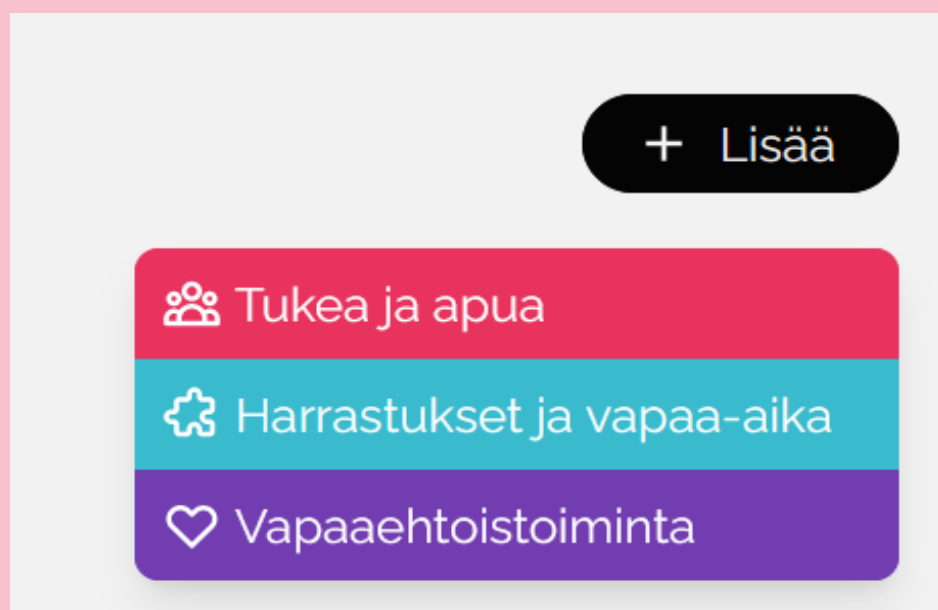 + Lisää
Tukea ja apua
Harrastukset ja vapaa-aika
Vapaaehtoistoiminta